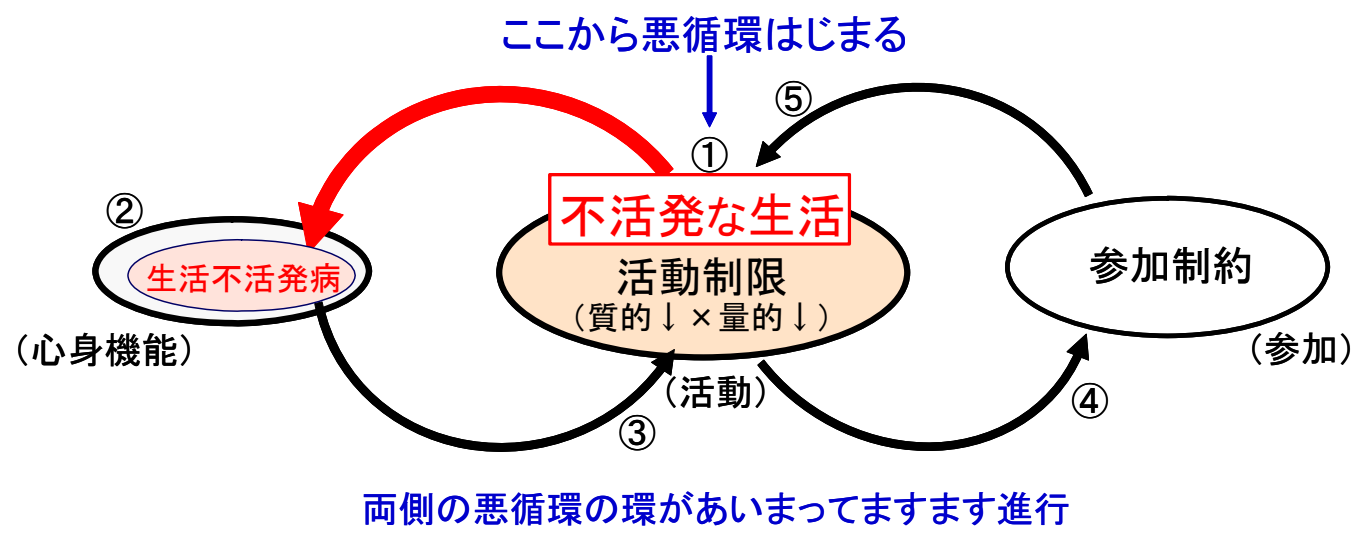 ここから悪循環はじまる
⑤
①
②
不活発な生活
生活不活発病
活動制限
(質的↓×量的↓)
参加制約
(心身機能)
(活動)
(参加)
③
④
両側の悪循環の環があいまってますます進行